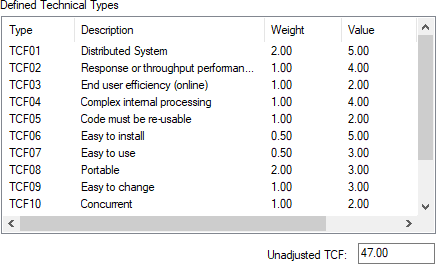 Defined Technical Types
Type Description Weight Value
TCF01 Distributed System 2.00 5.00
TCF02 Response or throughput performan... 1.00 4.00
TCF03 End user efficiency (online) 1.00 2.00
TCF04 Complex internal processing 1.00 4.00
TCF05 Code must be re-usable 1.00 2.00
TCF06 Easy to install 0.50 5.00
TCF07 Easy to use 0.50 3.00
TCF08 Portable 2.00 3.00
TCF09 Easy to change 1.00 3.00
TCF10 Concurrent 1.00 2.00
Unadjusted TCF: 47.00